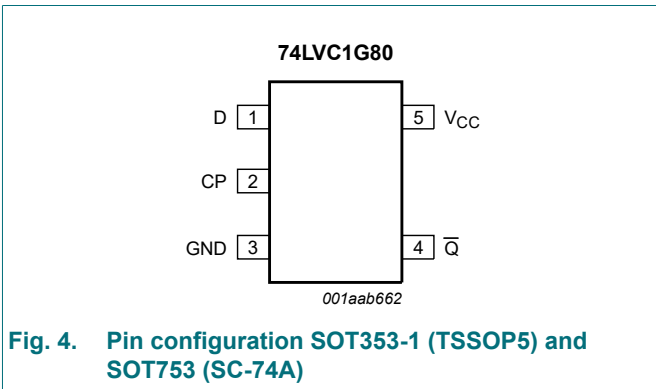 74LVC1G80
D 1
5 VCC
CP 2
GND 3
4 Q̅
001aab662
Fig. 4. Pin configuration SOT353-1 (TSSOP5) and
SOT753 (SC-74A)